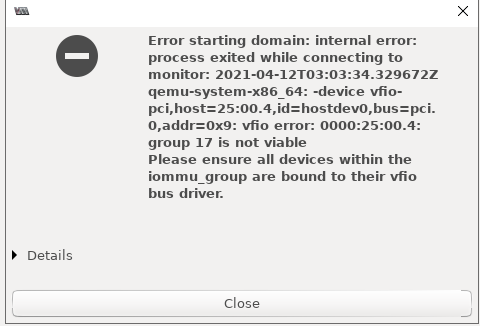 Error starting domain: internal error:
process exited while connecting to
monitor: 2021-04-12T03:03:34.329672Z
qemu-system-x86_64: -device vfio-
pci,host=25:00.4,id=hostdev0,bus=pci.
0,addr=0x9: vfio error: 0000:25:00.4:
group 17 is not viable
Please ensure all devices within the
iommu_group are bound to their vfio
bus driver.
Details
Close